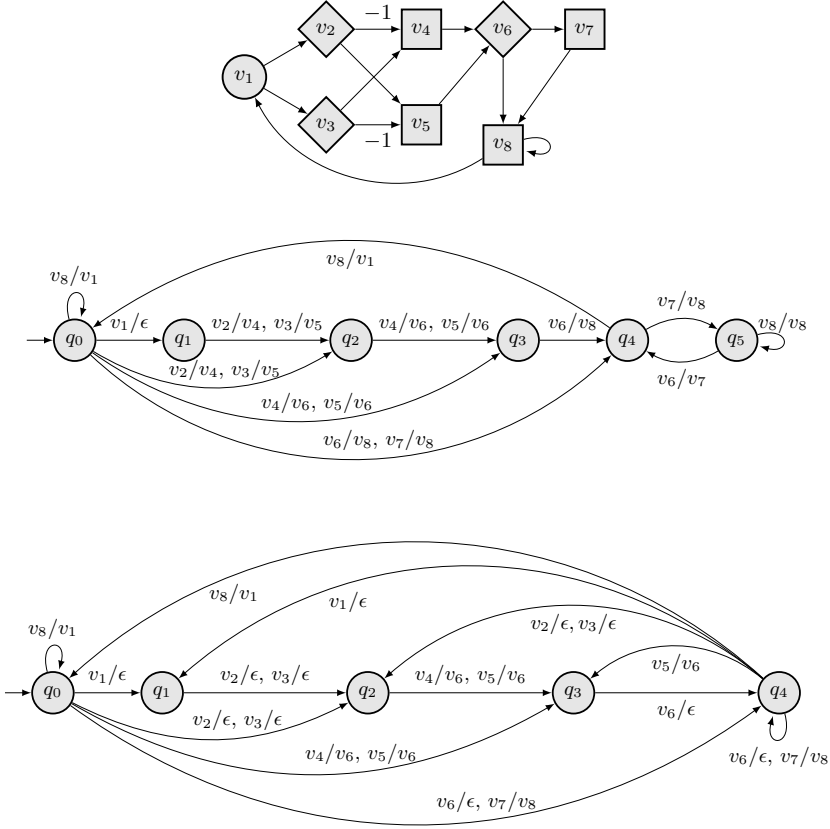 −1
v₂ v₄ v₆ v₇
v₁
v₃ v₅
−1
v₈
v₈/v₁
v₈/v₁
v₁/ϵ v₂/v₄, v₃/v₅ v₄/v₆, v₅/v₆ v₆/v₈ v₇/v₈ v₈/v₈
q₀ q₁ q₂ q₃ q₄ q₅
v₂/v₄, v₃/v₅
v₆/v₇
v₄/v₆, v₅/v₆
v₆/v₈, v₇/v₈
v₈/v₁ v₁/ϵ
v₂/ϵ, v₃/ϵ
v₈/v₁
v₅/v₆
v₁/ϵ v₂/ϵ, v₃/ϵ v₄/v₆, v₅/v₆
q₀ q₁ q₂ q₃ q₄
v₆/ϵ
v₂/ϵ, v₃/ϵ
v₄/v₆, v₅/v₆
v₆/ϵ, v₇/v₈
v₆/ϵ, v₇/v₈